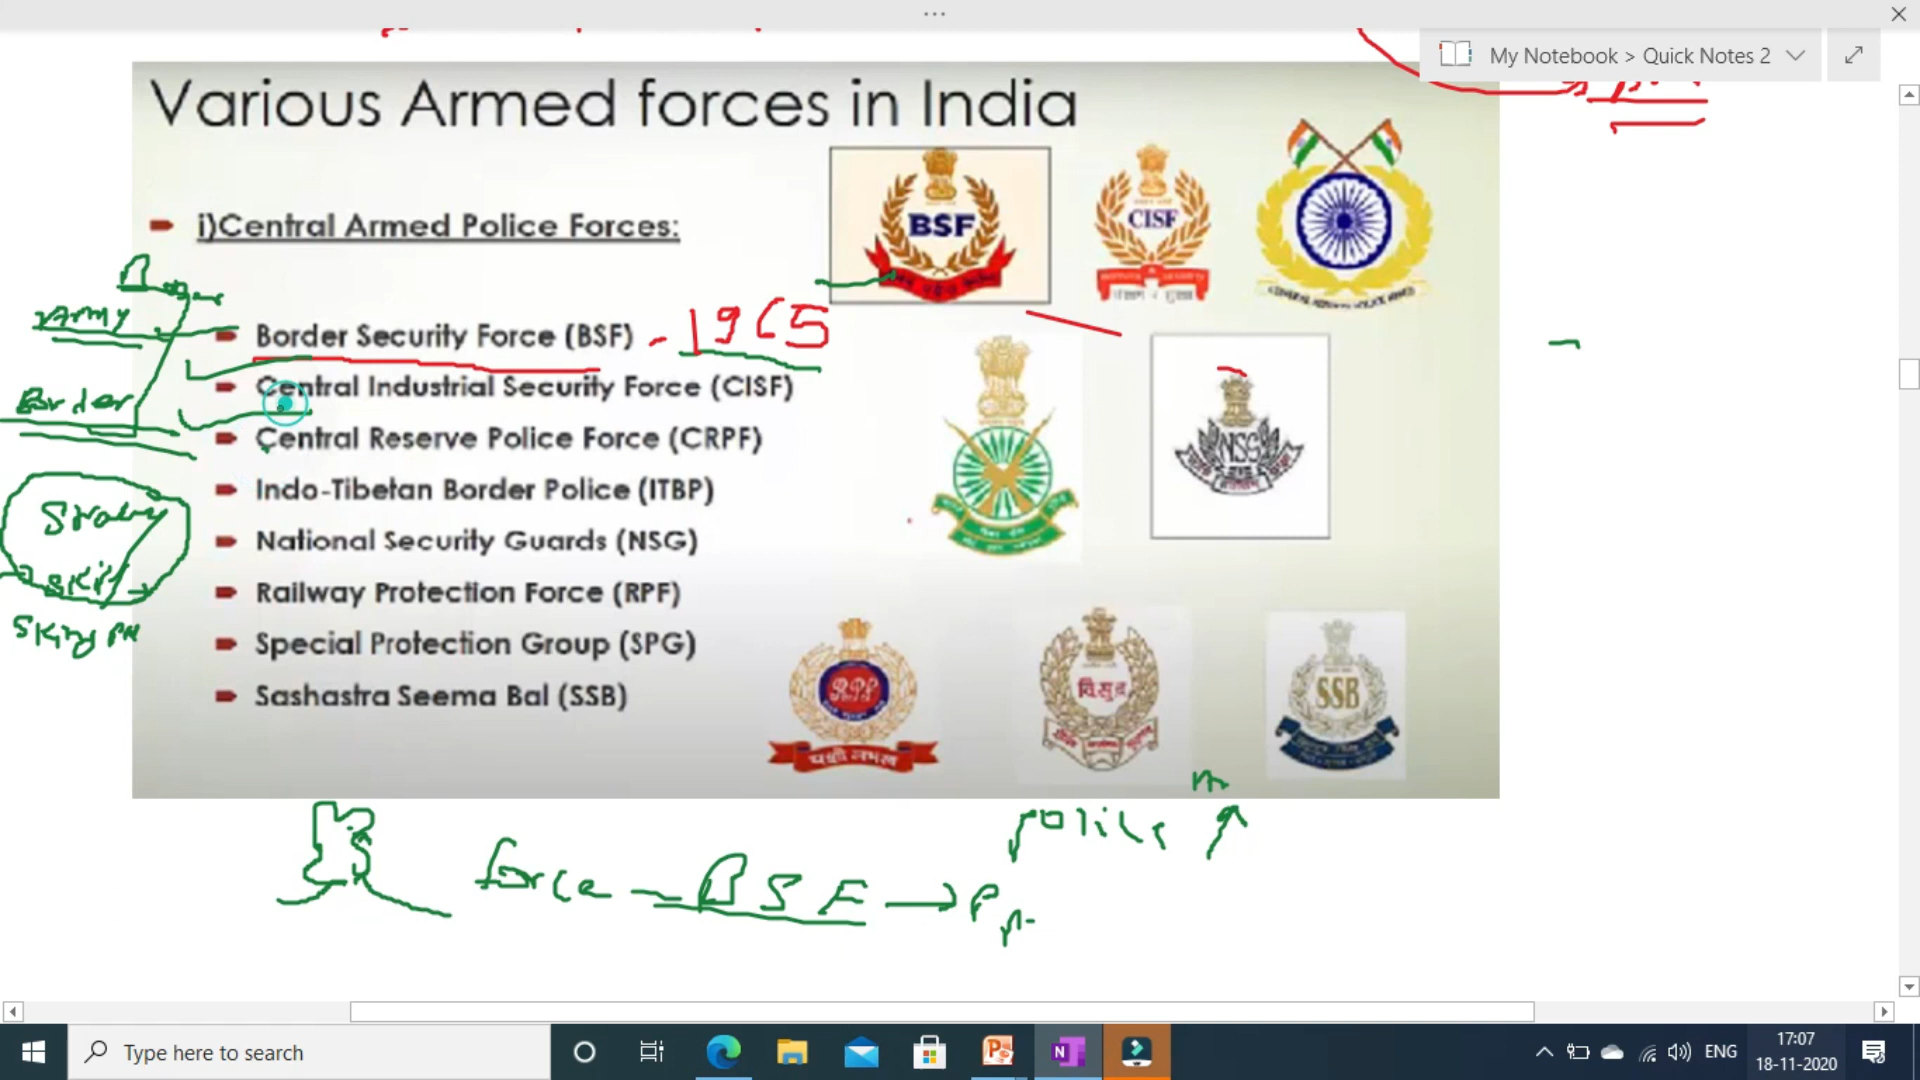 My Notebook > Quick Notes 2
Various Armed forces in India
i)Central Armed Police Forces:
BSF
CISF
Army
Border Security Force (BSF) - 1965
Central Industrial Security Force (CISF)
Border
Central Reserve Police Force (CRPF)
NSG
Indo-Tibetan Border Police (ITBP)
National Security Guards (NSG)
Railway Protection Force (RPF)
Special Protection Group (SPG)
Sashastra Seema Bal (SSB)
RPF
वि.सु.द
SSB
force - BSF →
Type here to search
ENG
17:07
18-11-2020